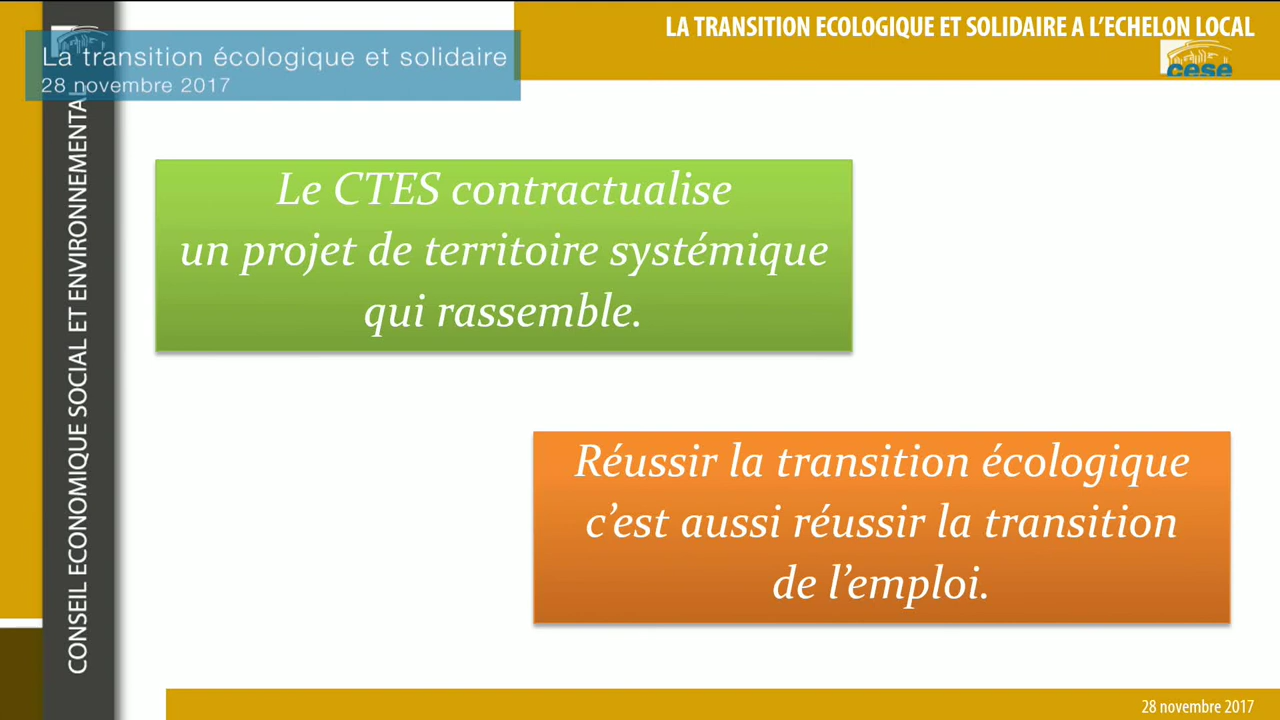 LA TRANSITION ECOLOGIQUE ET SOLIDAIRE A L’ECHELON LOCAL
cese
La transition écologique et solidaire
28 novembre 2017
CONSEIL ECONOMIQUE SOCIAL ET ENVIRONNEMENTAL
Le CTES contractualise
un projet de territoire systémique
qui rassemble.
Réussir la transition écologique
c’est aussi réussir la transition
de l’emploi.
28 novembre 2017